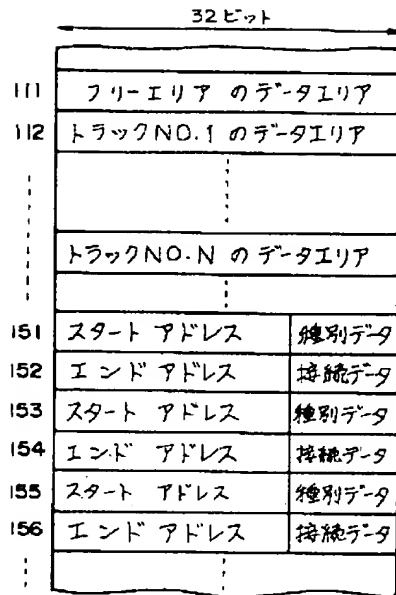 32ビット
111 フリーエリア のデータエリア
112 トラックNO.1 のデータエリア
トラックNO.N の データエリア
151 スタート アドレス 種別データ
152 エンド アドレス 接続データ
153 スタート アドレス 種別データ
154 エンド アドレス 接続データ
155 スタート アドレス 種別データ
156 エンド アドレス 接続データ